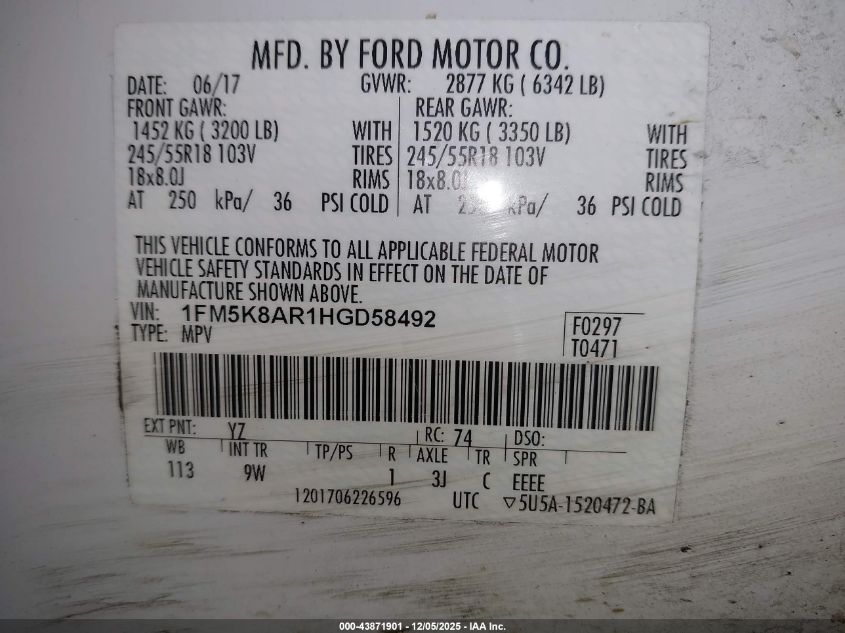 MFD. BY FORD MOTOR CO.
DATE: 06/17 GVWR: 2877 KG ( 6342 LB)
FRONT GAWR: REAR GAWR:
1452 KG ( 3200 LB) WITH 1520 KG ( 3350 LB) WITH
245/55R18 103V TIRES 245/55R18 103V TIRES
18x8.0J RIMS 18x8.0J RIMS
AT 250 kPa/ 36 PSI COLD AT kPa/ 36 PSI COLD
THIS VEHICLE CONFORMS TO ALL APPLICABLE FEDERAL MOTOR
VEHICLE SAFETY STANDARDS IN EFFECT ON THE DATE OF
MANUFACTURE SHOWN ABOVE.
VIN: 1FM5K8AR1HGD58492
TYPE: MPV
F0297
T0471
EXT PNT: YZ RC: 74 DSO:
WB INT TR TP/PS R AXLE TR SPR
113 9W 1 3J C EEEE
1201706226596 UTC ▽5U5A-1520472-BA
000-43871901 - 12/05/2025 - IAA Inc.